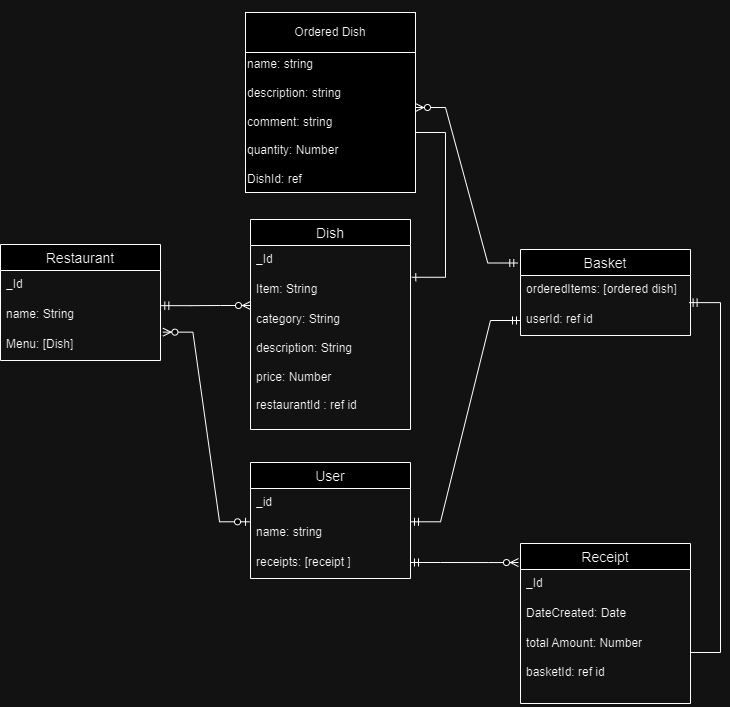 Ordered Dish
name: string
description: string
comment: string
quantity: Number
DishId: ref
Restaurant
_Id
name: String
Menu: [Dish]
Dish
_Id
Item: String
category: String
description: String
price: Number
restaurantId : ref id
Basket
orderedItems: [ordered dish]
userId: ref id
User
_id
name: string
receipts: [receipt ]
Receipt
_Id
DateCreated: Date
total Amount: Number
basketId: ref id